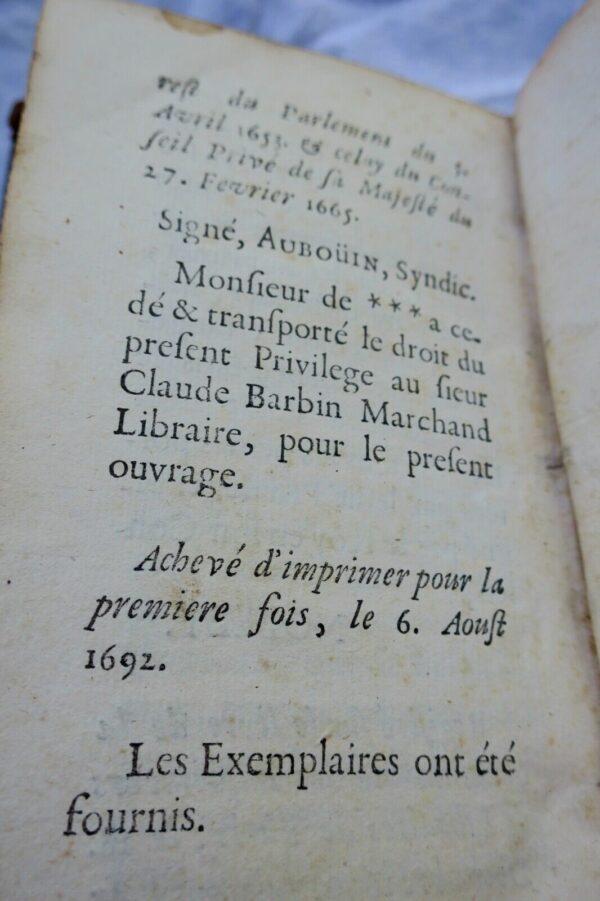 rest du Parlement du 8.
Avril 1653. & celuy du Con-
ſeil Privé de ſa Majeſté du
27. Fevrier 1665.
Signé, AUBOÜIN, Syndic.
Monſieur de *** a ce-
dé & tranſporté le droit du
preſent Privilege au ſieur
Claude Barbin Marchand
Libraire, pour le preſent
ouvrage.
Achevé d'imprimer pour la
premiere fois, le 6. Aouſt
1692.
Les Exemplaires ont été
fournis.